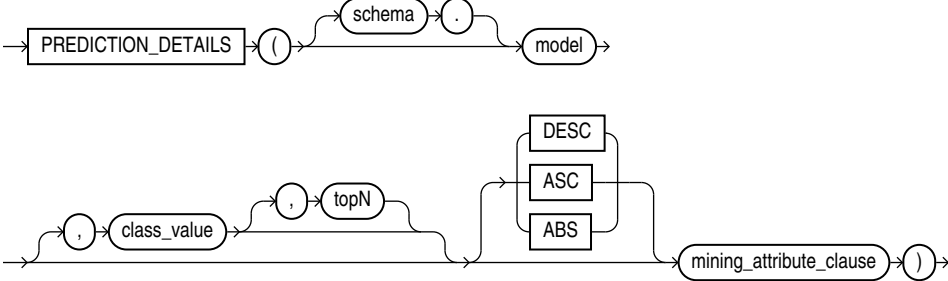 schema .
PREDICTION_DETAILS ( model
DESC
, topN ASC
, class_value ABS
mining_attribute_clause )